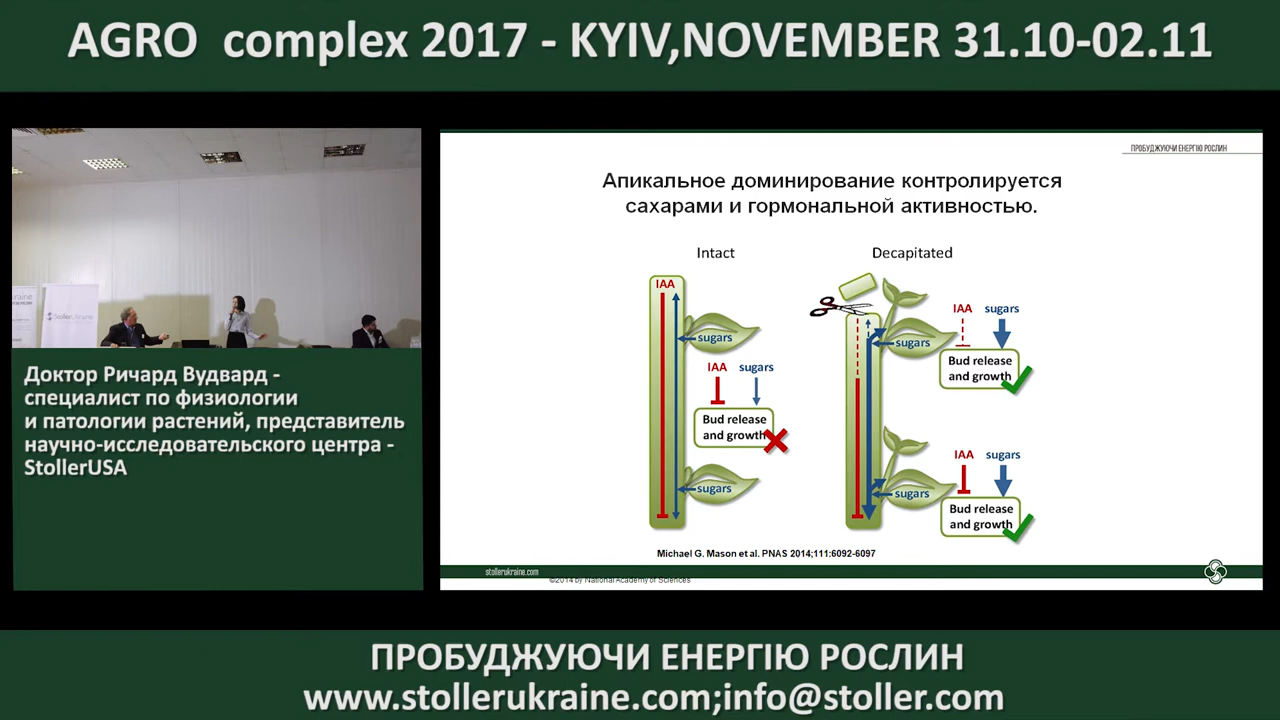 AGRO complex 2017 - KYIV,NOVEMBER 31.10-02.11
StollerUkraine
Доктор Ричард Вудвард -
специалист по физиологии
и патологии растений, представитель
научно-исследовательского центра -
StollerUSA
ПРОБУДЖУЮЧИ ЕНЕРГІЮ РОСЛИН
Апикальное доминирование контролируется
сахарами и гормональной активностью.
Intact
Decapitated
IAA
sugars
IAA
sugars
Bud release
and growth
sugars
sugars
IAA
sugars
Bud release
and growth
sugars
IAA
sugars
Bud release
and growth
Michael G. Mason et al. PNAS 2014;111:6092-6097
stollerukraine.com
©2014 by National Academy of Sciences
ПРОБУДЖУЮЧИ ЕНЕРГІЮ РОСЛИН
www.stollerukraine.com;info@stoller.com